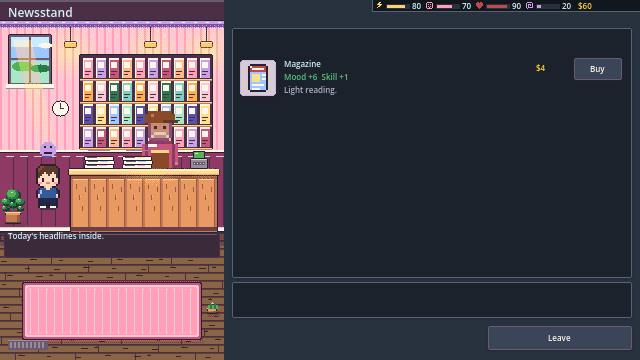 Newsstand
80 70 90 20 $60
Magazine
Mood +6 Skill +1
Light reading.
$4
Buy
Today's headlines inside.
Leave